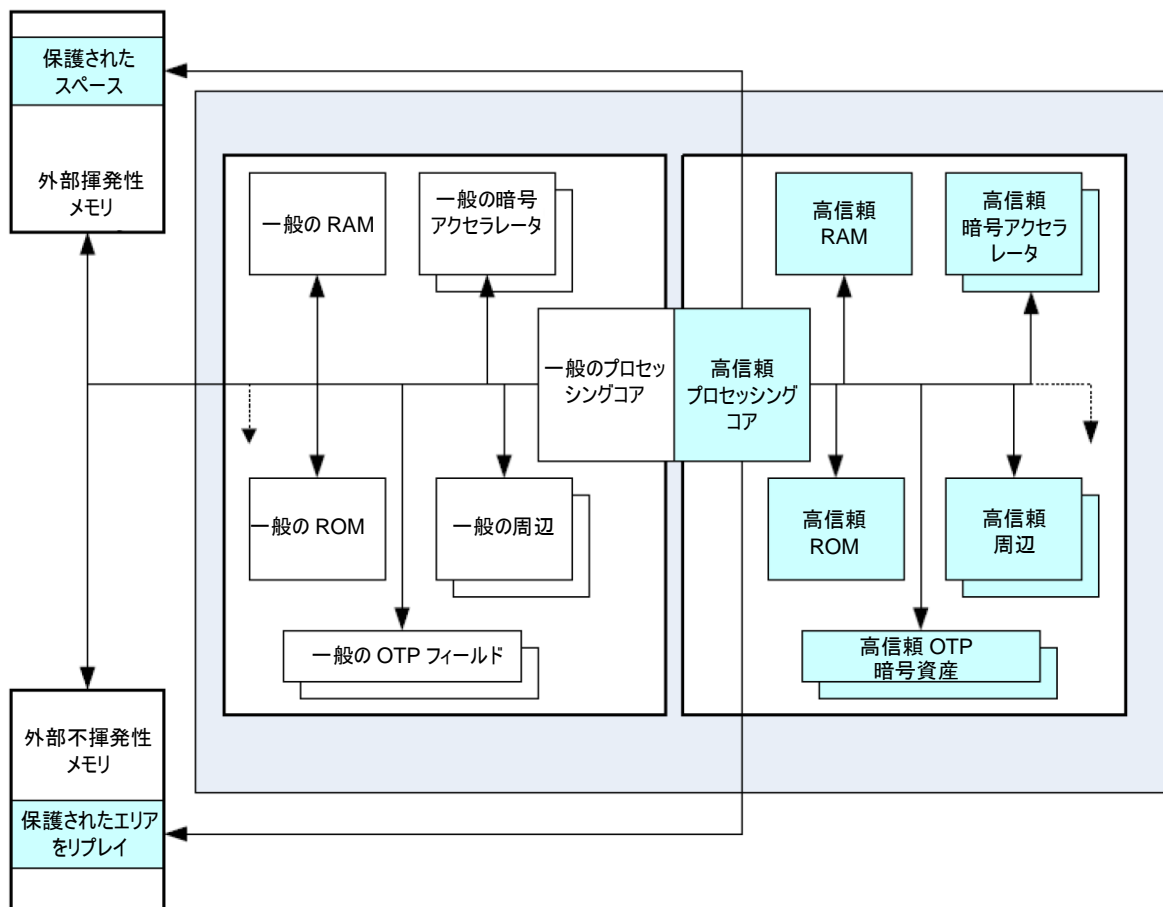 保護された
スペース
外部揮発性
メモリ
一般の RAM
一般の暗号
アクセラレータ
高信頼
RAM
高信頼
暗号アクセラ
レータ
一般のプロセッ
シングコア
高信頼
プロセッシング
コア
一般の ROM
一般の周辺
高信頼
ROM
高信頼
周辺
一般の OTP フィールド
高信頼 OTP
暗号資産
外部不揮発性
メモリ
保護されたエリア
をリプレイ